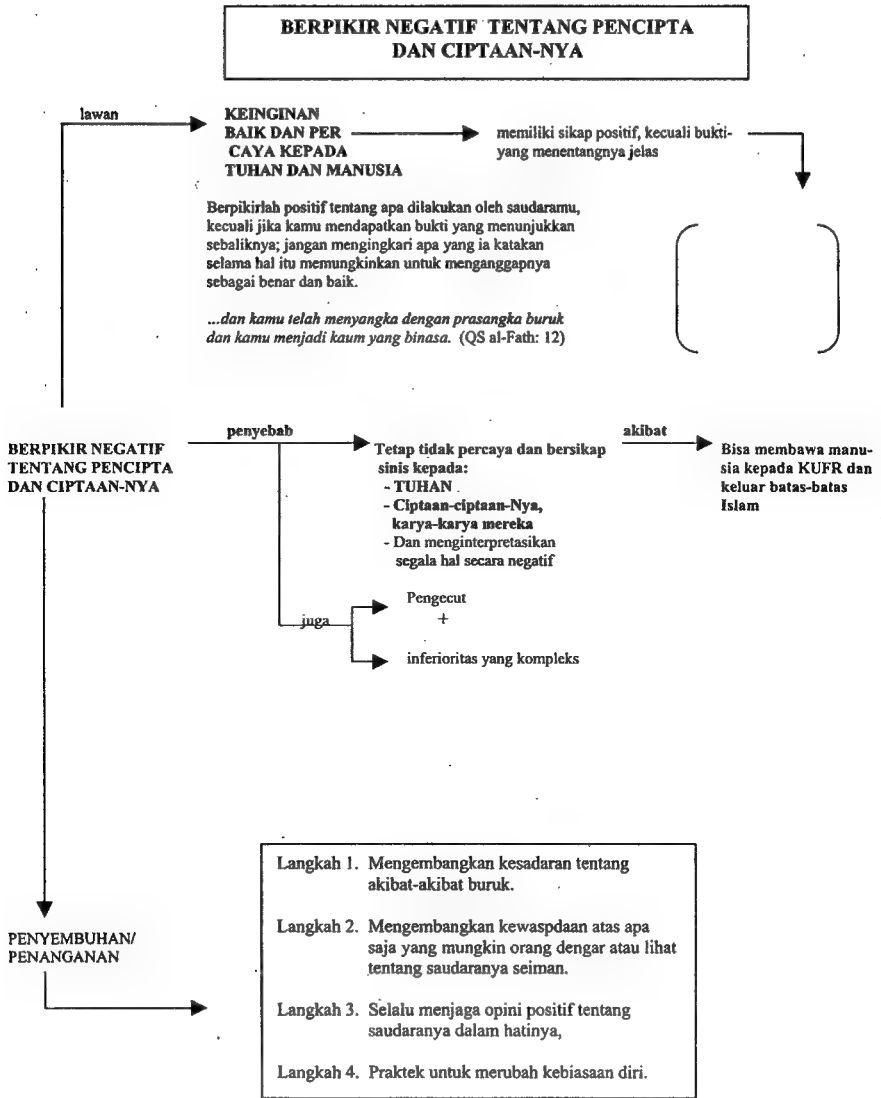 BERPIKIR NEGATIF TENTANG PENCIPTA
DAN CIPTAAN-NYA
lawan
KEINGINAN
BAIK DAN PER
CAYA KEPADA
TUHAN DAN MANUSIA
memiliki sikap positif, kecuali bukti-
yang menentangnya jelas
Berpikirlah positif tentang apa dilakukan oleh saudaramu,
kecuali jika kamu mendapatkan bukti yang menunjukkan
sebaliknya; jangan mengingkari apa yang ia katakan
selama hal itu memungkinkan untuk menganggapnya
sebagai benar dan baik.
...dan kamu telah menyangka dengan prasangka buruk
dan kamu menjadi kaum yang binasa. (QS al-Fath: 12)
BERPIKIR NEGATIF
TENTANG PENCIPTA
DAN CIPTAAN-NYA
penyebab
Tetap tidak percaya dan bersikap
sinis kepada:
- TUHAN
- Ciptaan-ciptaan-Nya,
karya-karya mereka
- Dan menginterpretasikan
segala hal secara negatif
akibat
Bisa membawa manu-
sia kepada KUFR dan
keluar batas-batas
Islam
juga
Pengecut
+
inferioritas yang kompleks
PENYEMBUHAN/
PENANGANAN
Langkah 1. Mengembangkan kesadaran tentang
akibat-akibat buruk.
Langkah 2. Mengembangkan kewaspdaan atas apa
saja yang mungkin orang dengar atau lihat
tentang saudaranya seiman.
Langkah 3. Selalu menjaga opini positif tentang
saudaranya dalam hatinya,
Langkah 4. Praktek untuk merubah kebiasaan diri.